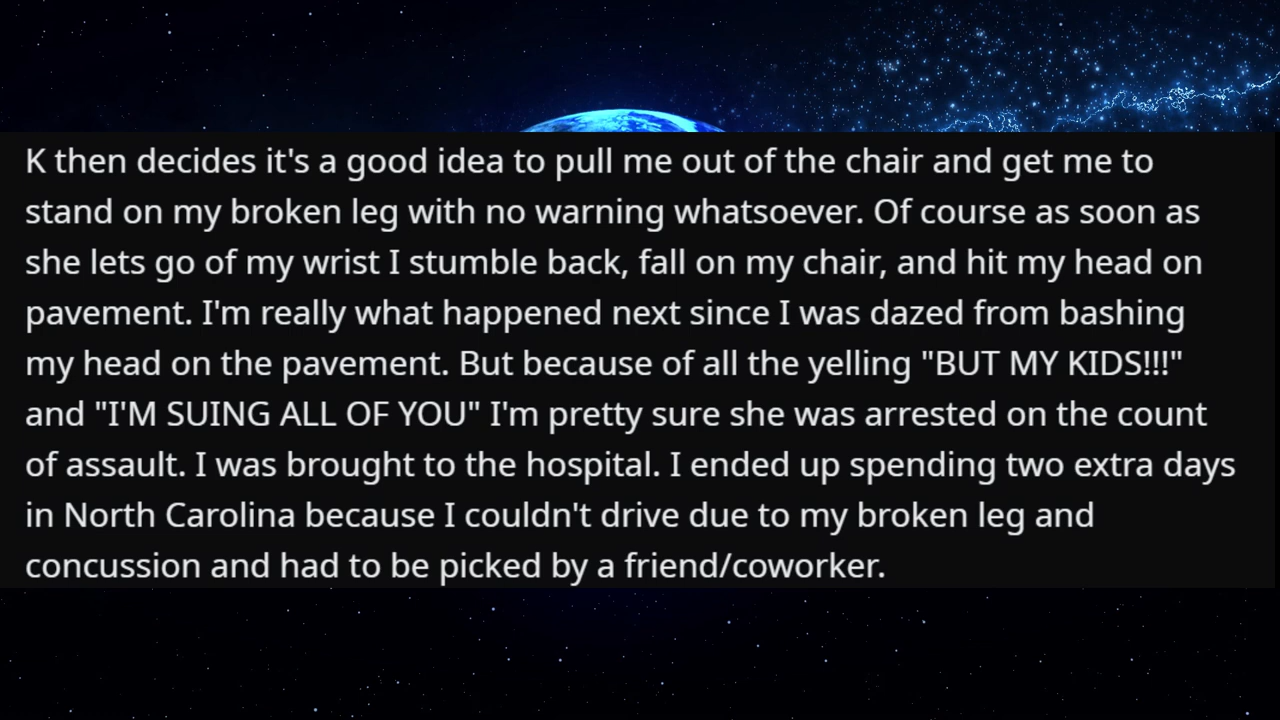 K then decides it's a good idea to pull me out of the chair and get me to
stand on my broken leg with no warning whatsoever. Of course as soon as
she lets go of my wrist I stumble back, fall on my chair, and hit my head on
pavement. I'm really what happened next since I was dazed from bashing
my head on the pavement. But because of all the yelling "BUT MY KIDS!!!"
and "I'M SUING ALL OF YOU" I'm pretty sure she was arrested on the count
of assault. I was brought to the hospital. I ended up spending two extra days
in North Carolina because I couldn't drive due to my broken leg and
concussion and had to be picked by a friend/coworker.